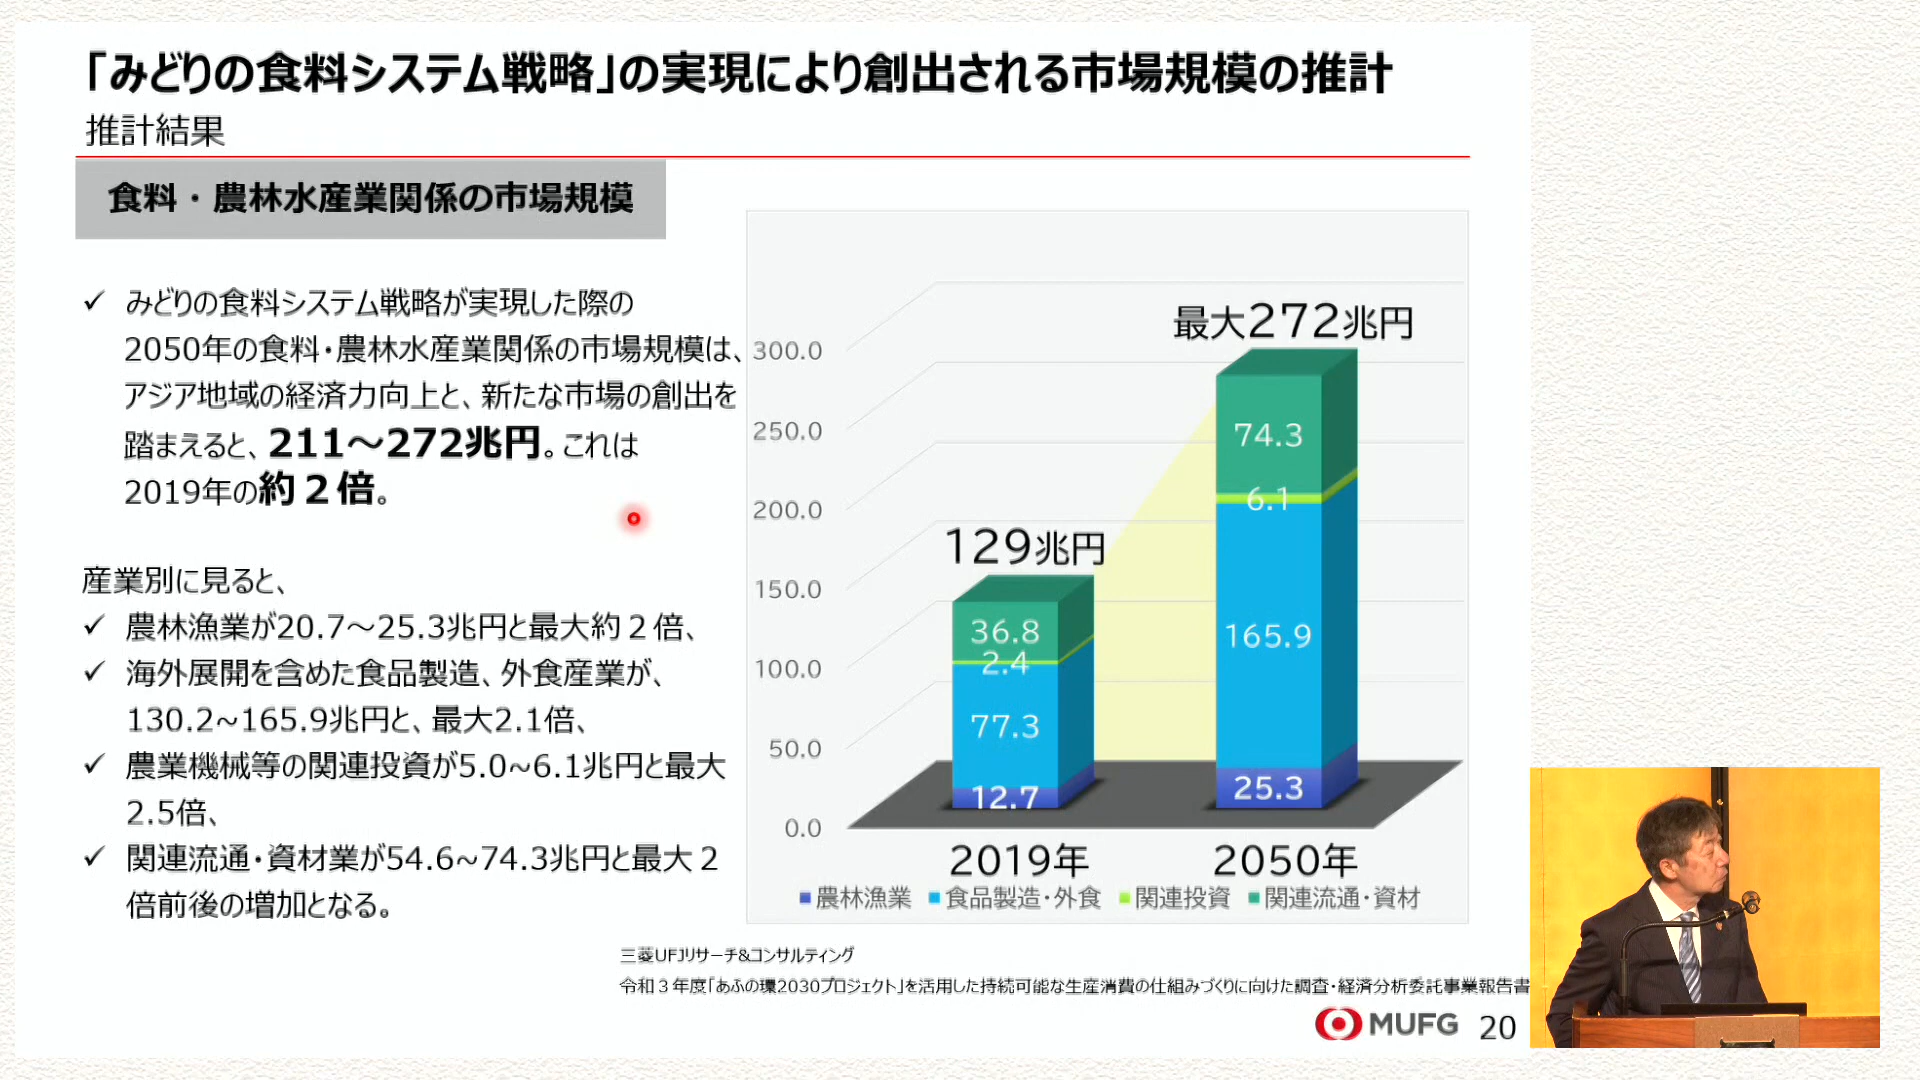 「みどりの食料システム戦略」の実現により創出される市場規模の推計
推計結果
食料・農林水産業関係の市場規模
✓ みどりの食料システム戦略が実現した際の
2050年の食料・農林水産業関係の市場規模は、
アジア地域の経済力向上と、新たな市場の創出を
踏まえると、211～272兆円。これは
2019年の約２倍。
産業別に見ると、
✓ 農林漁業が20.7～25.3兆円と最大約２倍、
✓ 海外展開を含めた食品製造、外食産業が、
130.2~165.9兆円と、最大2.1倍、
✓ 農業機械等の関連投資が5.0~6.1兆円と最大
2.5倍、
✓ 関連流通・資材業が54.6~74.3兆円と最大２
倍前後の増加となる。
300.0
250.0
200.0
150.0
100.0
50.0
0.0
129兆円
36.8
2.4
77.3
12.7
最大272兆円
74.3
6.1
165.9
25.3
2019年 2050年
農林漁業 食品製造・外食 関連投資 関連流通・資材
三菱UFJリサーチ&コンサルティング
令和３年度「あふの環2030プロジェクト」を活用した持続可能な生産消費の仕組みづくりに向けた調査・経済分析委託事業報告書
MUFG 20